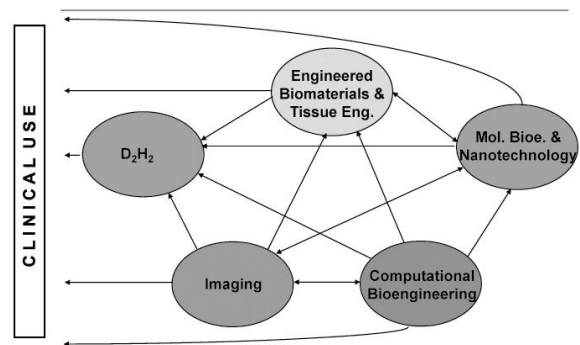 CLINICAL USE
Engineered
Biomaterials &
Tissue Eng.
D₂H₂
Mol. Bioe. &
Nanotechnology
Imaging
Computational
Bioengineering